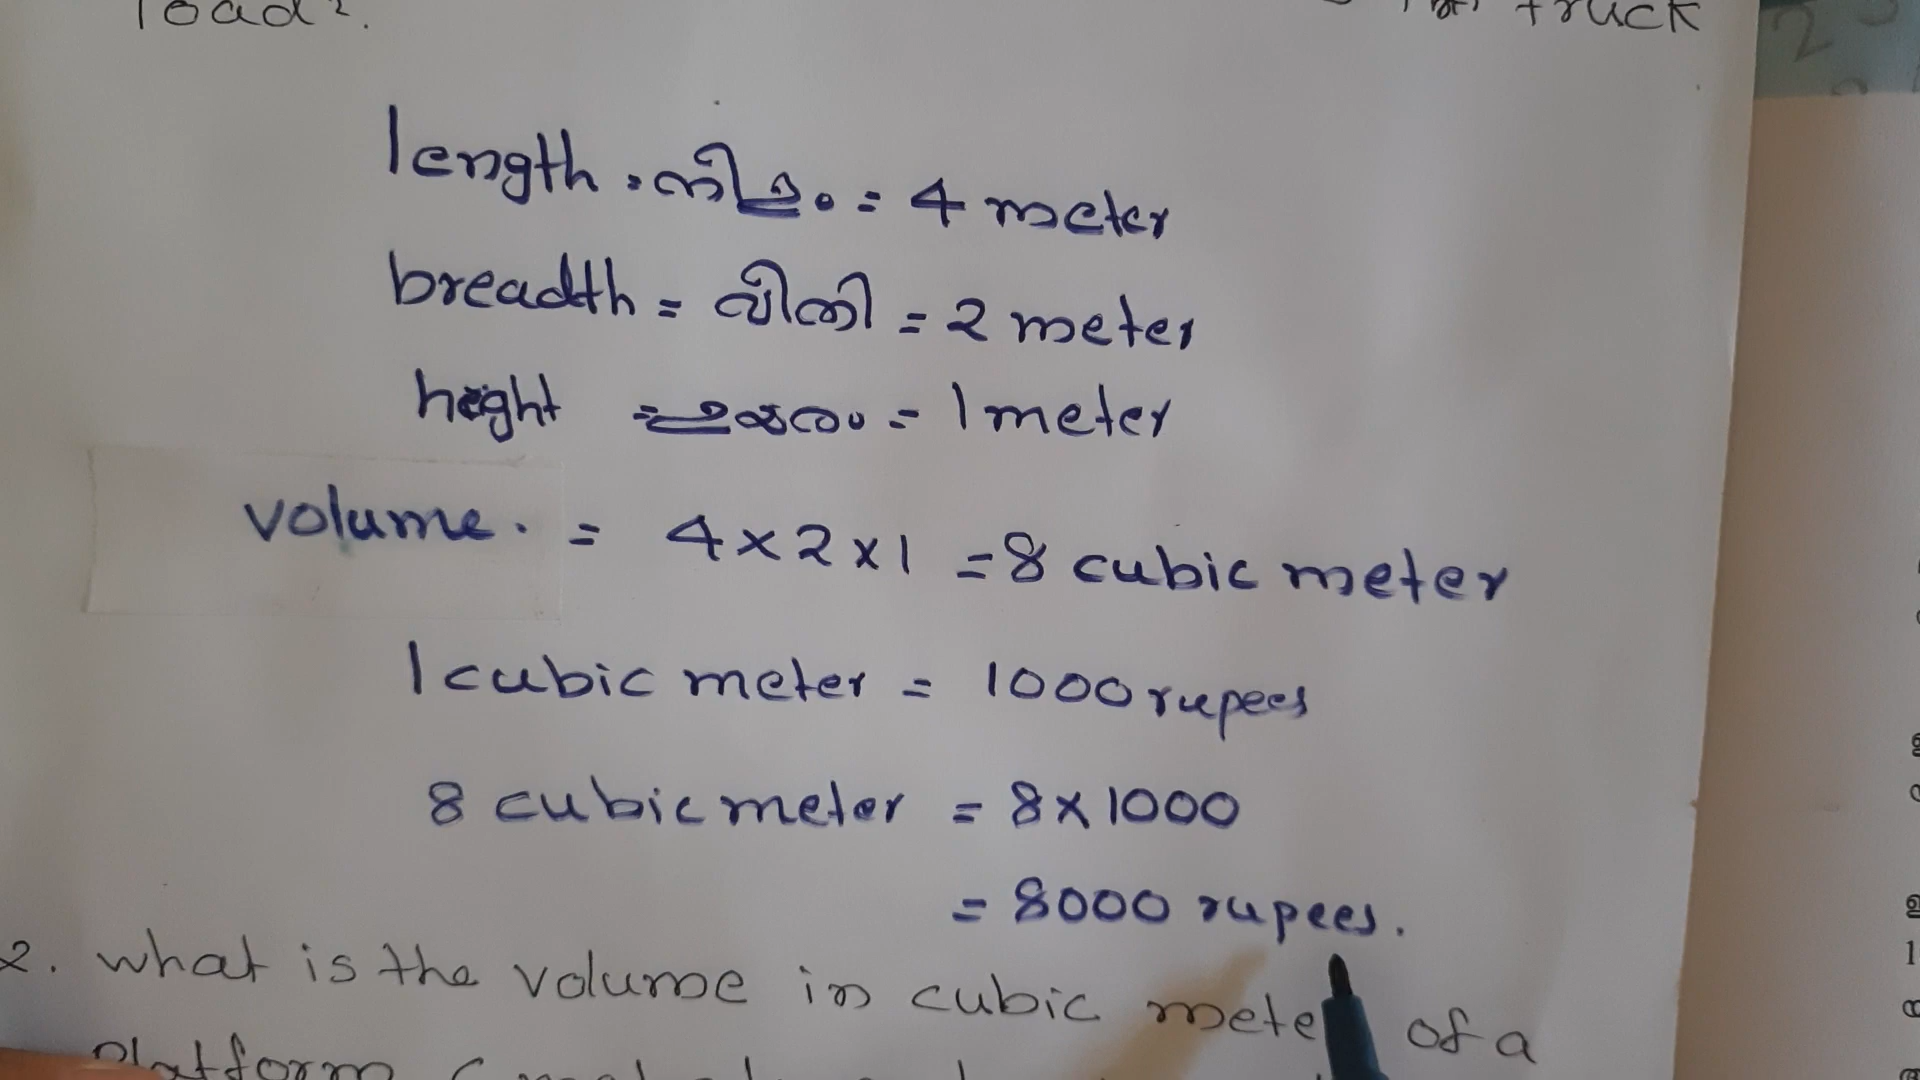 load?. truck
length . നീളം = 4 meter
breadth = വീതി = 2 meter
height = ഉയരം = 1 meter
volume. = 4 x 2 x 1 = 8 cubic meter
1 cubic meter = 1000 rupees
8 cubic meter = 8 x 1000
= 8000 rupees.
2. what is the volume in cubic meter of a
platform